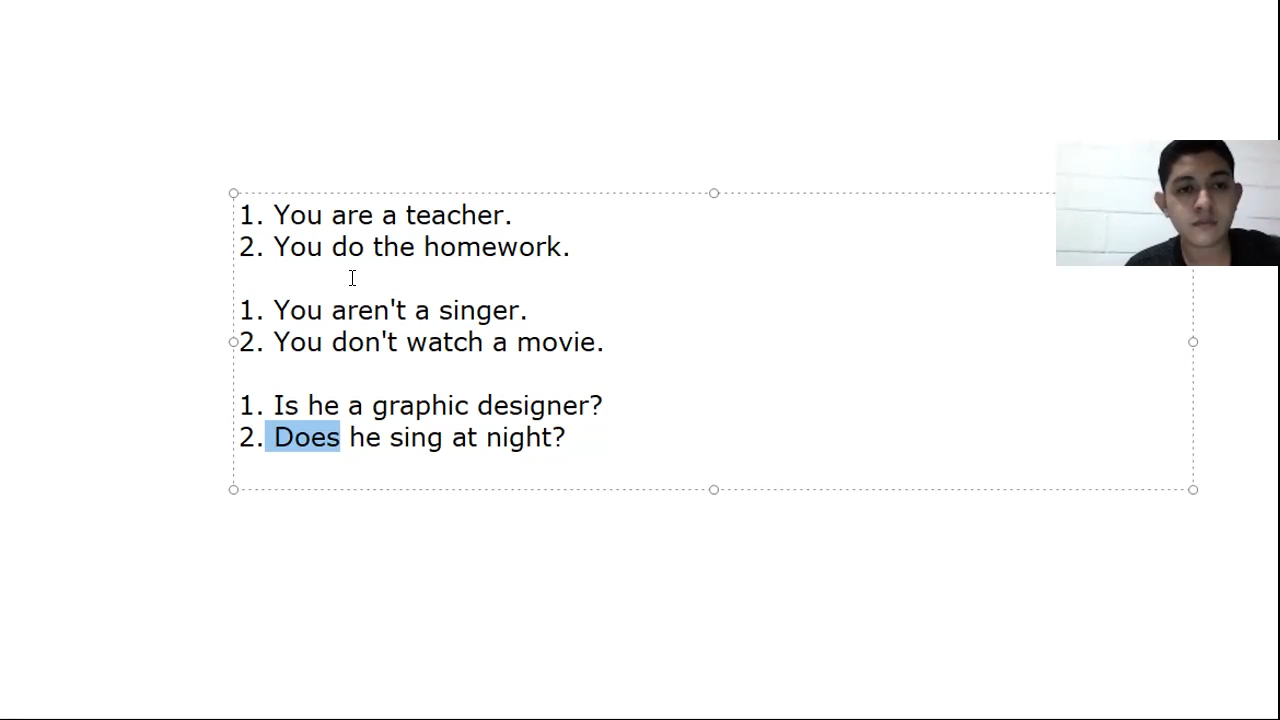 1. You are a teacher.
2. You do the homework.
1. You aren't a singer.
2. You don't watch a movie.
1. Is he a graphic designer?
2. Does he sing at night?